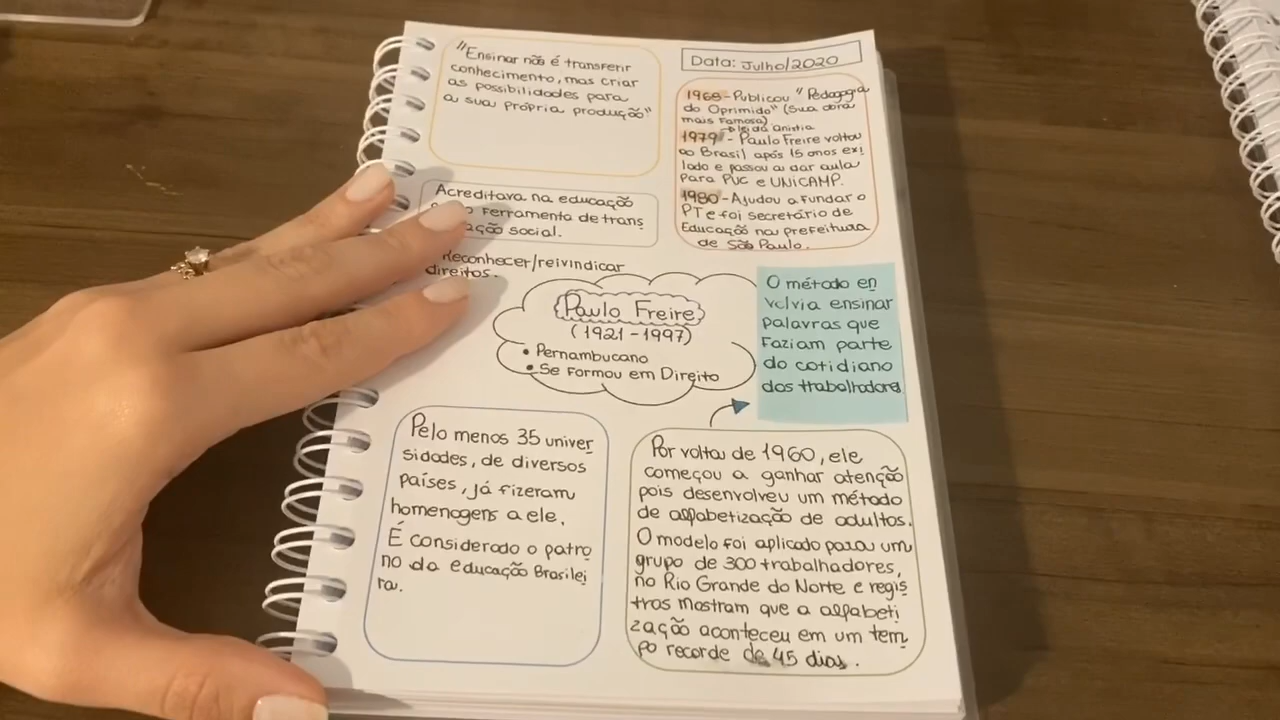 "Ensinar não é transferir
conhecimento, mas criar
as possibilidades para
a sua própria produção"
Data: Julho/2020
1968 - Publicou "Pedagogia
do Oprimido" (sua obra
mais famosa)
→ lei da Anistia
1979 - Paulo Freire voltou
ao Brasil após 15 anos exi
lado e passou a dar aula
para PUC e UNICAMP.
1980 - Ajudou a fundar o
PT e foi secretário de
Educação na prefeitura
de São Paulo.
Acreditava na educação
ferramenta de trans
ação social.
Reconhecer/reivindicar
direitos.
Paulo Freire
(1921-1997)
• Pernambucano
• Se formou em Direito
O método en
volvia ensinar
palavras que
faziam parte
do cotidiano
dos trabalhadores
Pelo menos 35 univer
sidades, de diversos
países, já fizeram
homenagens a ele.
É considerado o patro
no da educação Brasilei
ra.
Por volta de 1960, ele
começou a ganhar atenção
pois desenvolveu um método
de alfabetização de adultos.
O modelo foi aplicado para um
grupo de 300 trabalhadores,
no Rio Grande do Norte e regis
tros mostram que a alfabeti
zação aconteceu em um tem
po recorde de 45 dias.